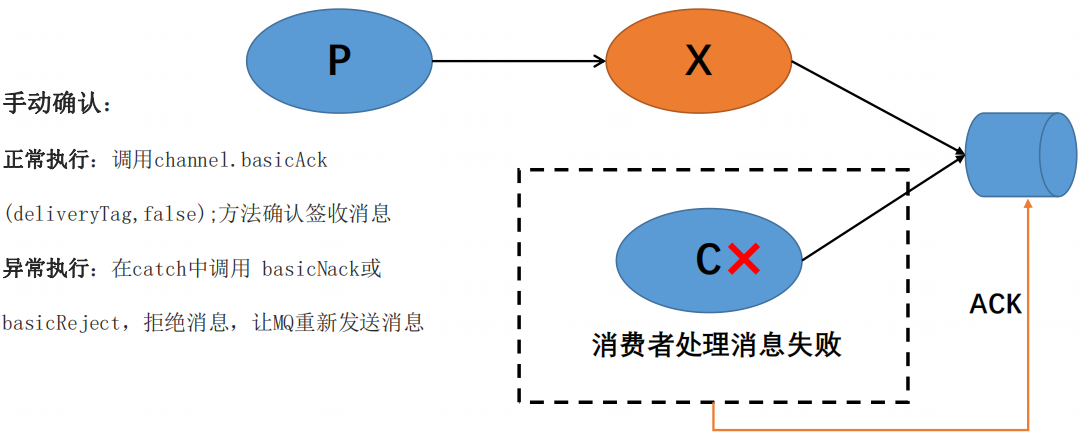 P
X
手动确认：
正常执行：调用channel.basicAck
(deliveryTag,false);方法确认签收消息
异常执行：在catch中调用 basicNack或
basicReject，拒绝消息，让MQ重新发送消息
C
消费者处理消息失败
ACK